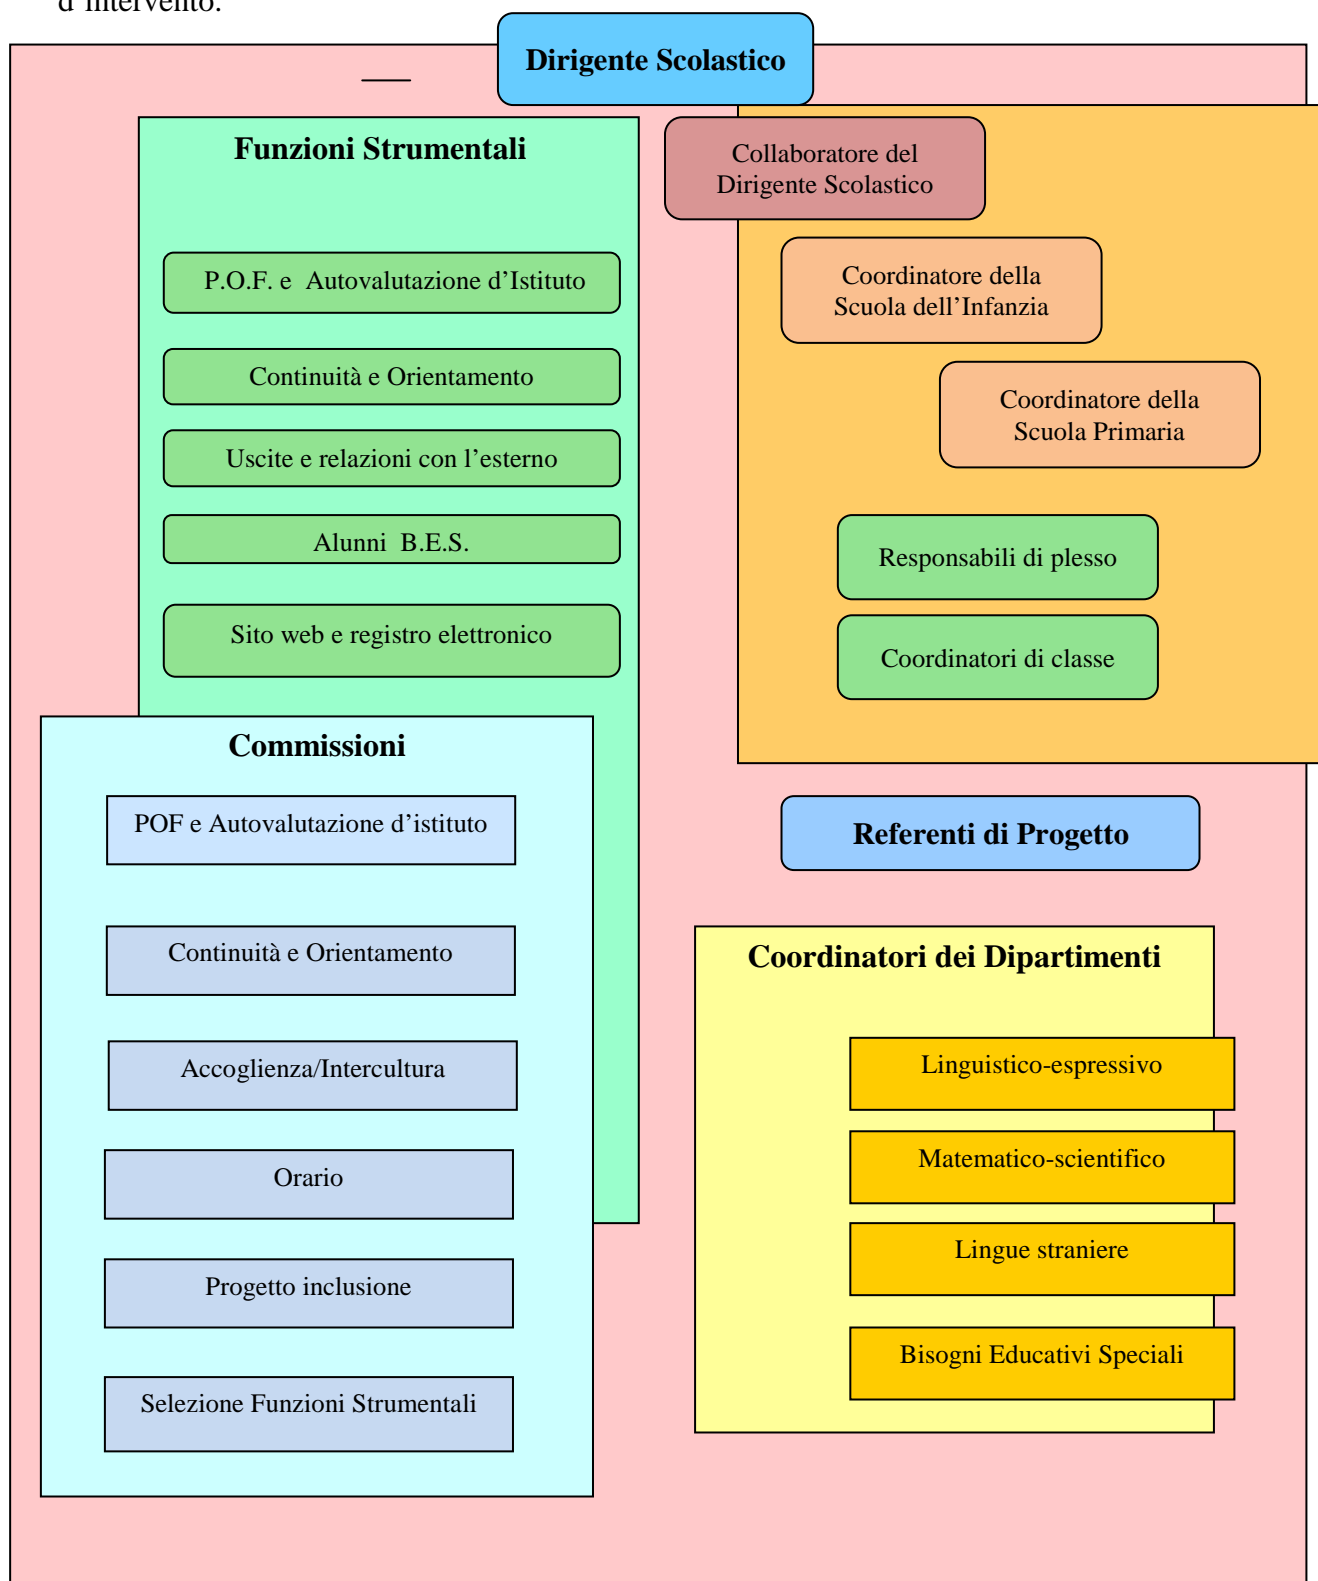 d'intervento.
Dirigente Scolastico
Funzioni Strumentali
P.O.F. e Autovalutazione d’Istituto
Continuità e Orientamento
Uscite e relazioni con l’esterno
Alunni B.E.S.
Sito web e registro elettronico
Collaboratore del
Dirigente Scolastico
Coordinatore della
Scuola dell’Infanzia
Coordinatore della
Scuola Primaria
Responsabili di plesso
Coordinatori di classe
Commissioni
POF e Autovalutazione d’istituto
Continuità e Orientamento
Accoglienza/Intercultura
Orario
Progetto inclusione
Selezione Funzioni Strumentali
Referenti di Progetto
Coordinatori dei Dipartimenti
Linguistico-espressivo
Matematico-scientifico
Lingue straniere
Bisogni Educativi Speciali